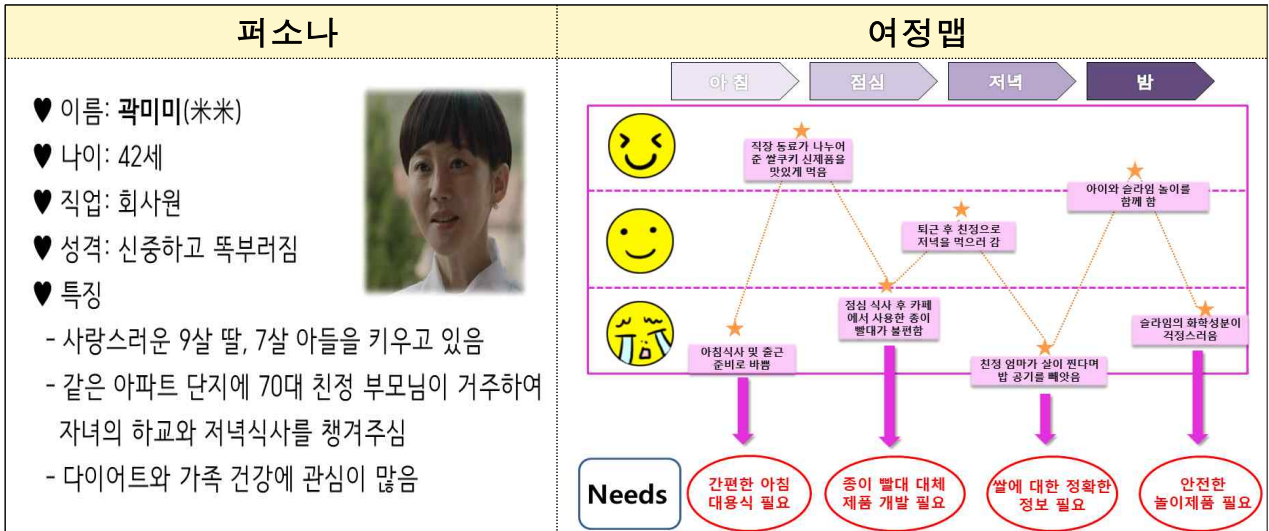 퍼소나
♥ 이름: 곽미미(米米)
♥ 나이: 42세
♥ 직업: 회사원
♥ 성격: 신중하고 똑부러짐
♥ 특징
- 사랑스러운 9살 딸, 7살 아들을 키우고 있음
- 같은 아파트 단지에 70대 친정 부모님이 거주하여
자녀의 하교와 저녁식사를 챙겨주심
- 다이어트와 가족 건강에 관심이 많음
여정맵
아 침
점심
저녁
밤
직장 동료가 나누어
준 쌀쿠키 신제품을
맛있게 먹음
아이와 슬라임 놀이를
함께 함
퇴근 후 친정으로
저녁을 먹으러 감
점심 식사 후 카페
에서 사용한 종이
빨대가 불편함
슬라임의 화학성분이
걱정스러움
아침식사 및 출근
준비로 바쁨
친정 엄마가 살이 찐다며
밥 공기를 빼앗음
Needs
간편한 아침
대용식 필요
종이 빨대 대체
제품 개발 필요
쌀에 대한 정확한
정보 필요
안전한
놀이제품 필요